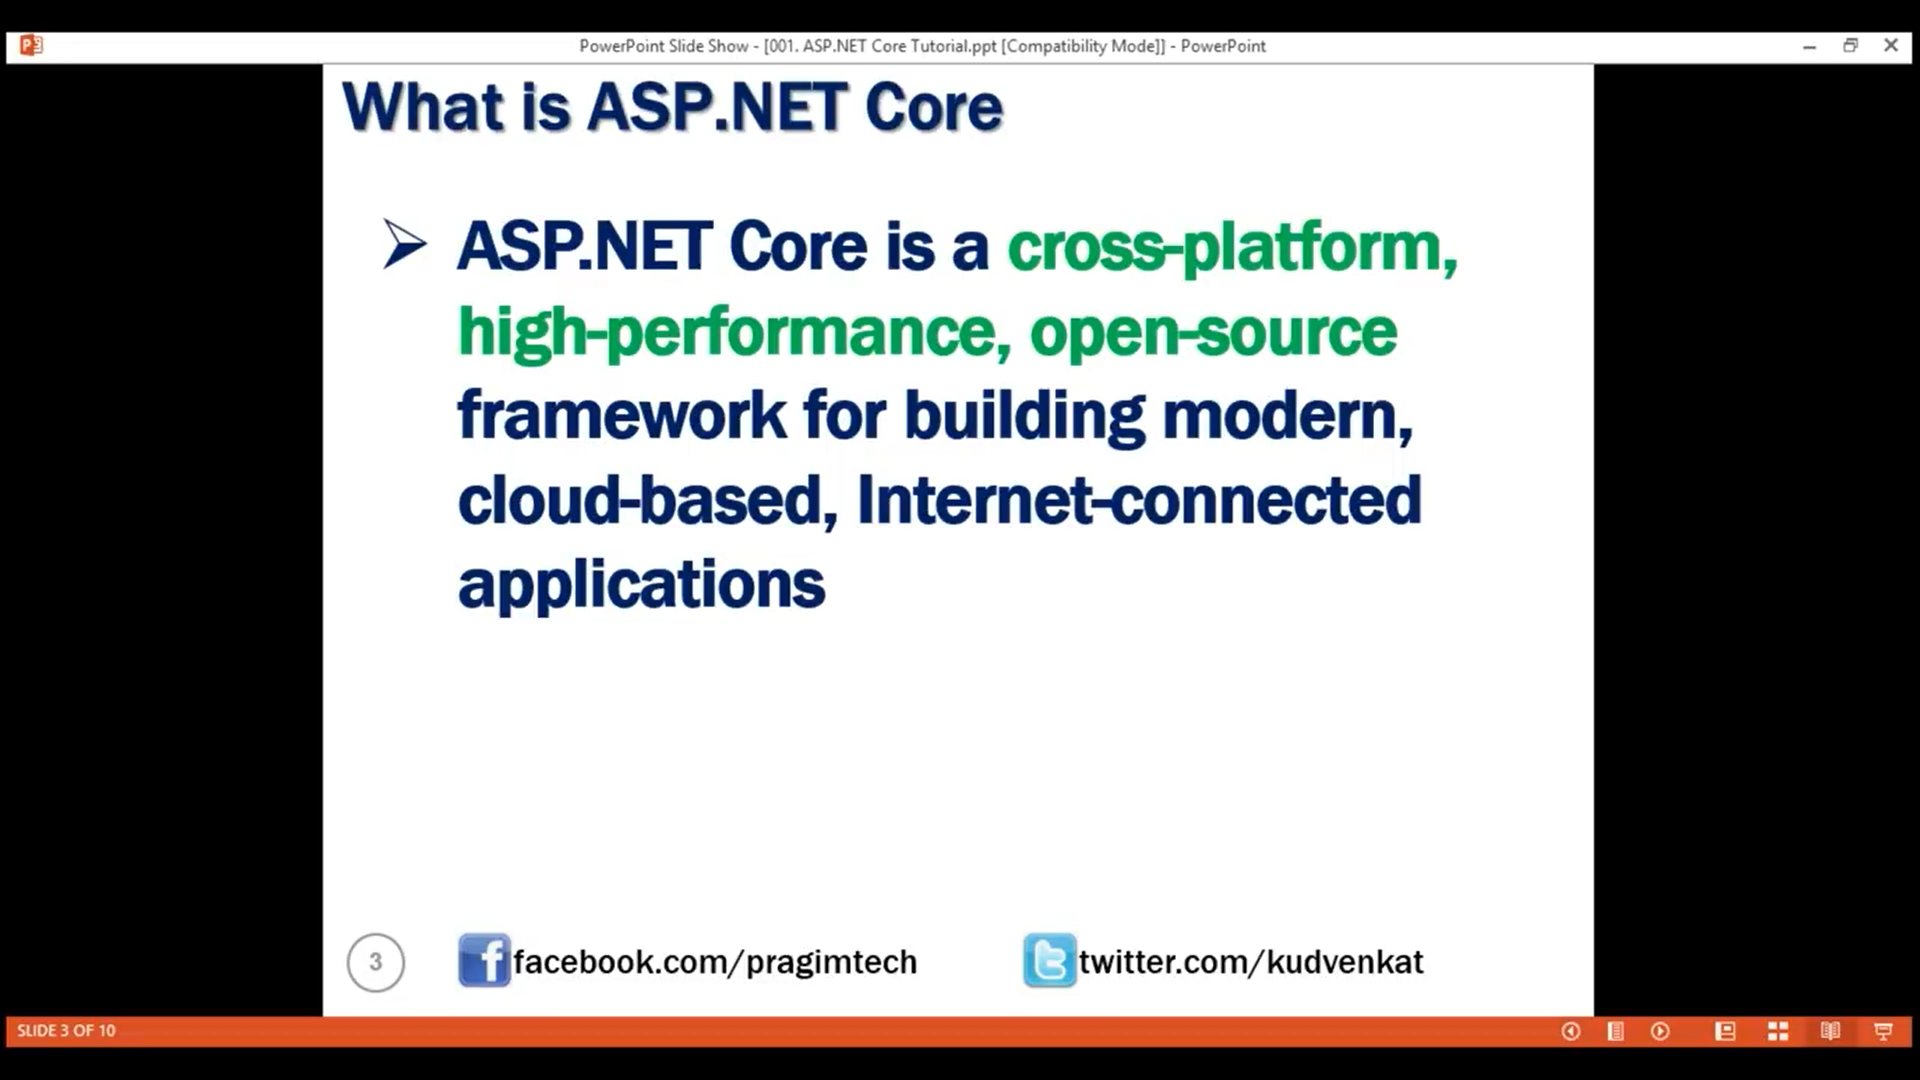 PowerPoint Slide Show - [001. ASP.NET Core Tutorial.ppt [Compatibility Mode]] - PowerPoint
What is ASP.NET Core
ASP.NET Core is a cross-platform,
high-performance, open-source
framework for building modern,
cloud-based, Internet-connected
applications
3
facebook.com/pragimtech
twitter.com/kudvenkat
SLIDE 3 OF 10